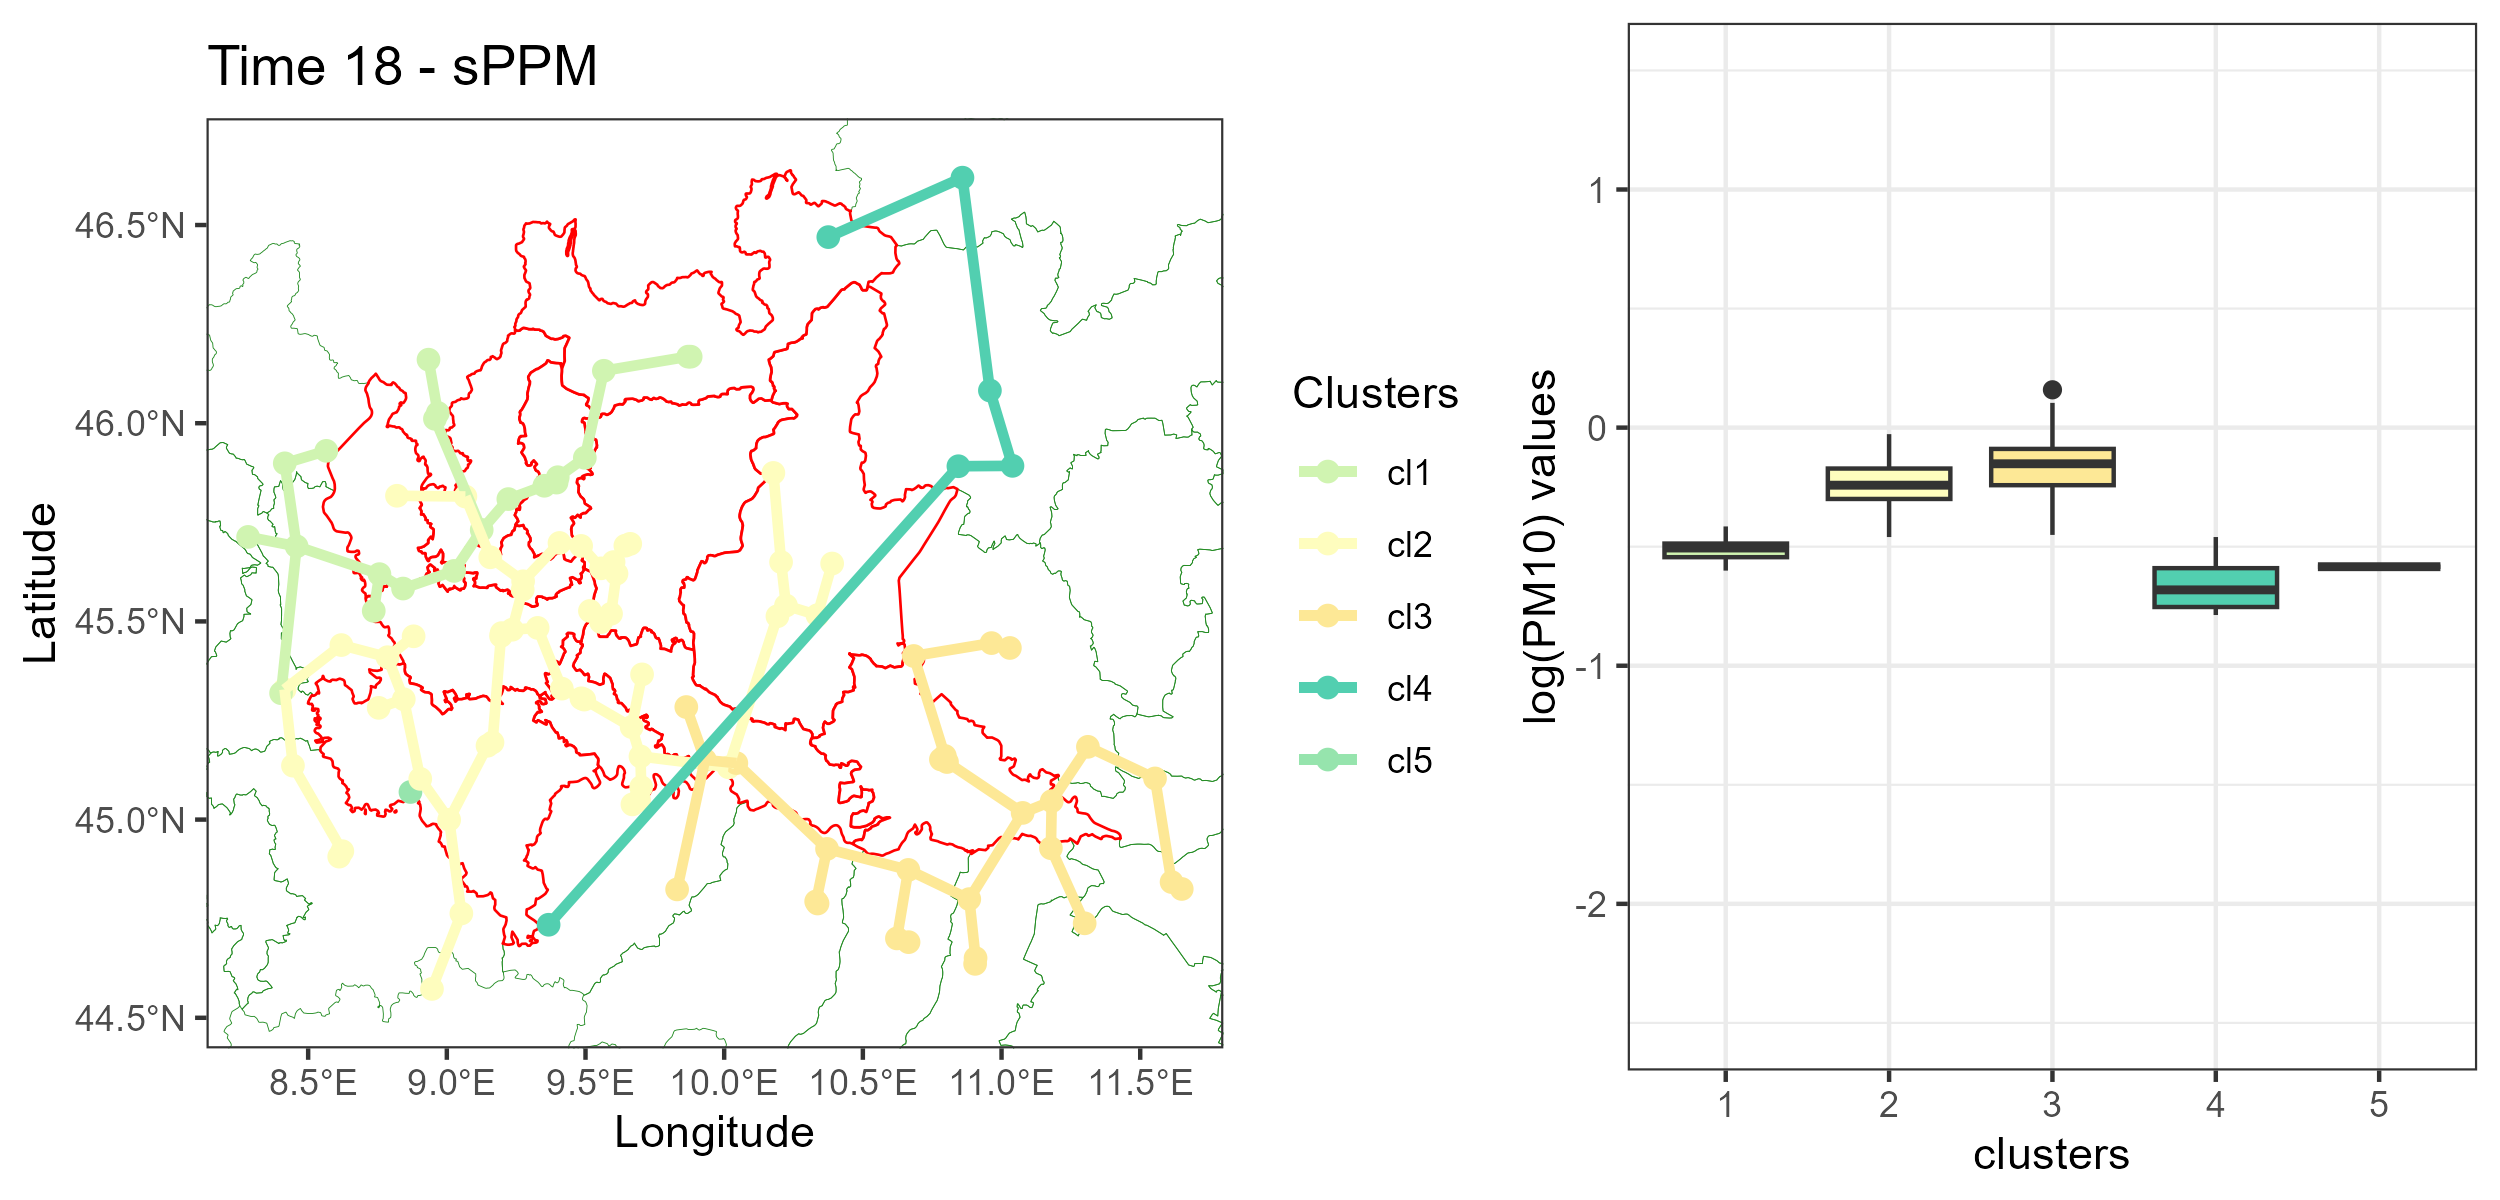 Time 18 - sPPM
46.5°N
46.0°N
45.5°N
45.0°N
44.5°N
Latitude
8.5°E 9.0°E 9.5°E 10.0°E 10.5°E 11.0°E 11.5°E
Longitude
Clusters
cl1
cl2
cl3
cl4
cl5
1
0
-1
-2
log(PM10) values
1 2 3 4 5
clusters